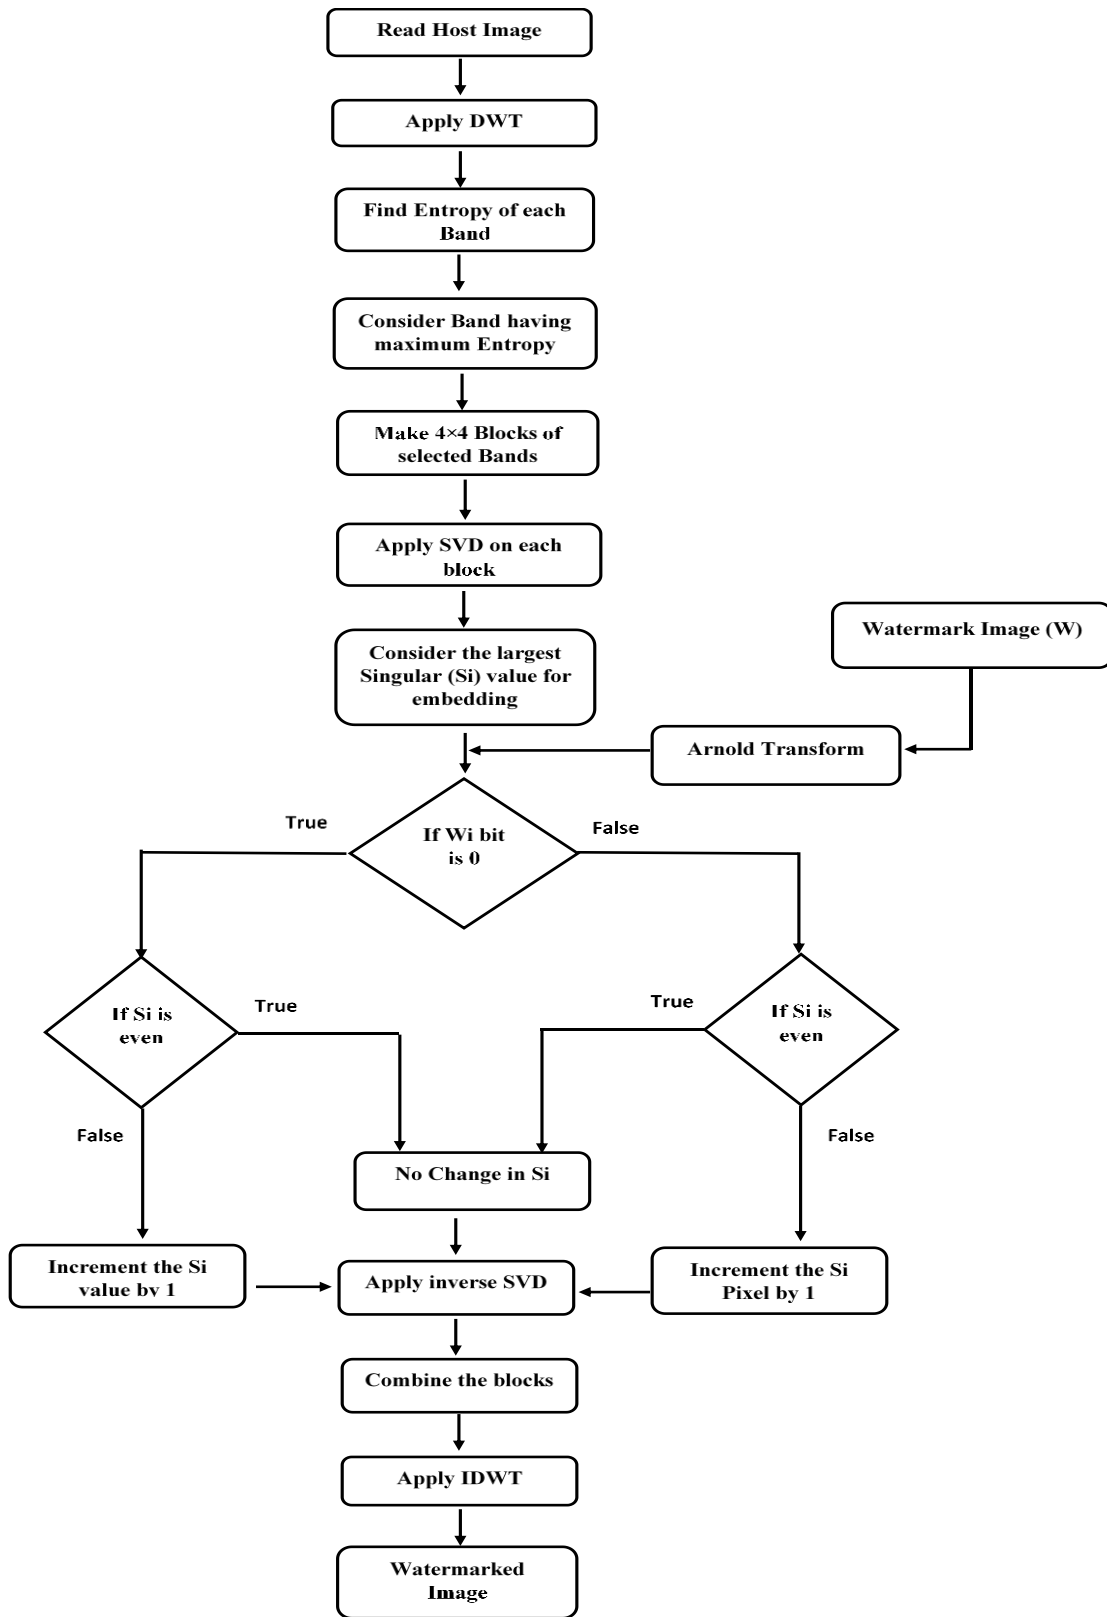 Read Host Image
Apply DWT
Find Entropy of each
Band
Consider Band having
maximum Entropy
Make 4×4 Blocks of
selected Bands
Apply SVD on each
block
Consider the largest
Singular (Si) value for
embedding
Watermark Image (W)
Arnold Transform
True
If Wi bit
is 0
False
If Si is
even
True
True
If Si is
even
False
False
No Change in Si
Increment the Si
value by 1
Apply inverse SVD
Increment the Si
Pixel by 1
Combine the blocks
Apply IDWT
Watermarked
Image